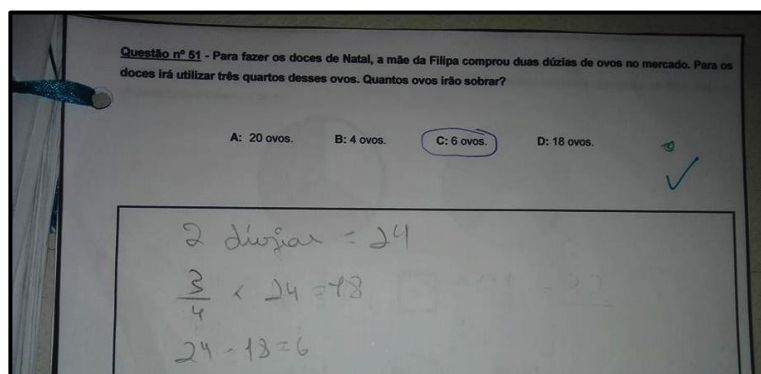 Questão nº 51 - Para fazer os doces de Natal, a mãe da Filipa comprou duas dúzias de ovos no mercado. Para os
doces irá utilizar três quartos desses ovos. Quantos ovos irão sobrar?
A: 20 ovos. B: 4 ovos. C: 6 ovos. D: 18 ovos.
2 dúzias = 24
3/4 × 24 = 18
24 - 18 = 6